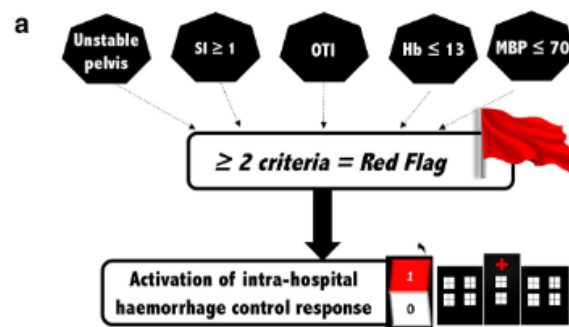 a
Unstable
pelvis
SI ≥ 1
OTI
Hb ≤ 13
MBP ≤ 70
≥ 2 criteria = Red Flag
Activation of intra-hospital
haemorrhage control response
1
0